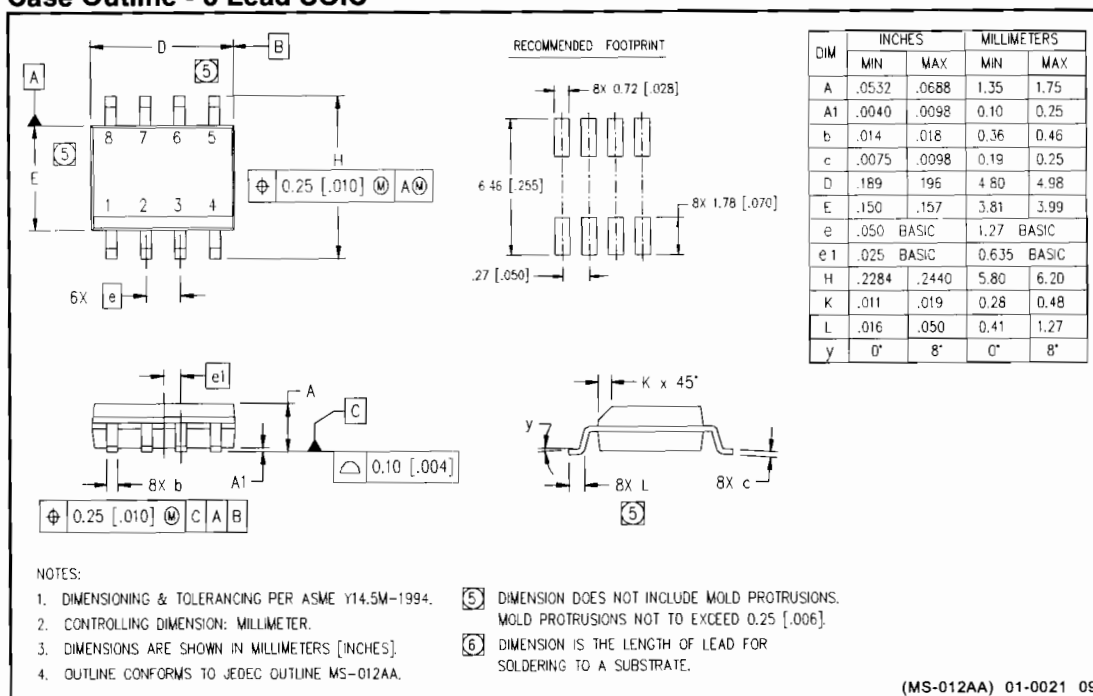 Case Outline - 8 Lead SOIC
D
B
5
A
8 7 6 5
E
5
H
⌖ 0.25 [.010] Ⓜ AⓂ
1 2 3 4
6X e
RECOMMENDED FOOTPRINT
8X 0.72 [.028]
6.46 [.255]
8X 1.78 [.070]
.27 [.050]
DIM INCHES MILLIMETERS
MIN MAX MIN MAX
A .0532 .0688 1.35 1.75
A1 .0040 .0098 0.10 0.25
b .014 .018 0.36 0.46
c .0075 .0098 0.19 0.25
D .189 196 4.80 4.98
E .150 .157 3.81 3.99
e .050 BASIC 1.27 BASIC
e1 .025 BASIC 0.635 BASIC
H .2284 .2440 5.80 6.20
K .011 .019 0.28 0.48
L .016 .050 0.41 1.27
y 0° 8° 0° 8°
e1
A
C
8X b
A1
⌓ 0.10 [.004]
⌖ 0.25 [.010] Ⓜ C A B
K x 45°
y
8X L
8X c
5
NOTES:
1. DIMENSIONING & TOLERANCING PER ASME Y14.5M-1994.
2. CONTROLLING DIMENSION: MILLIMETER.
3. DIMENSIONS ARE SHOWN IN MILLIMETERS [INCHES].
4. OUTLINE CONFORMS TO JEDEC OUTLINE MS-012AA.
5 DIMENSION DOES NOT INCLUDE MOLD PROTRUSIONS.
MOLD PROTRUSIONS NOT TO EXCEED 0.25 [.006].
6 DIMENSION IS THE LENGTH OF LEAD FOR
SOLDERING TO A SUBSTRATE.
(MS-012AA) 01-0021 09